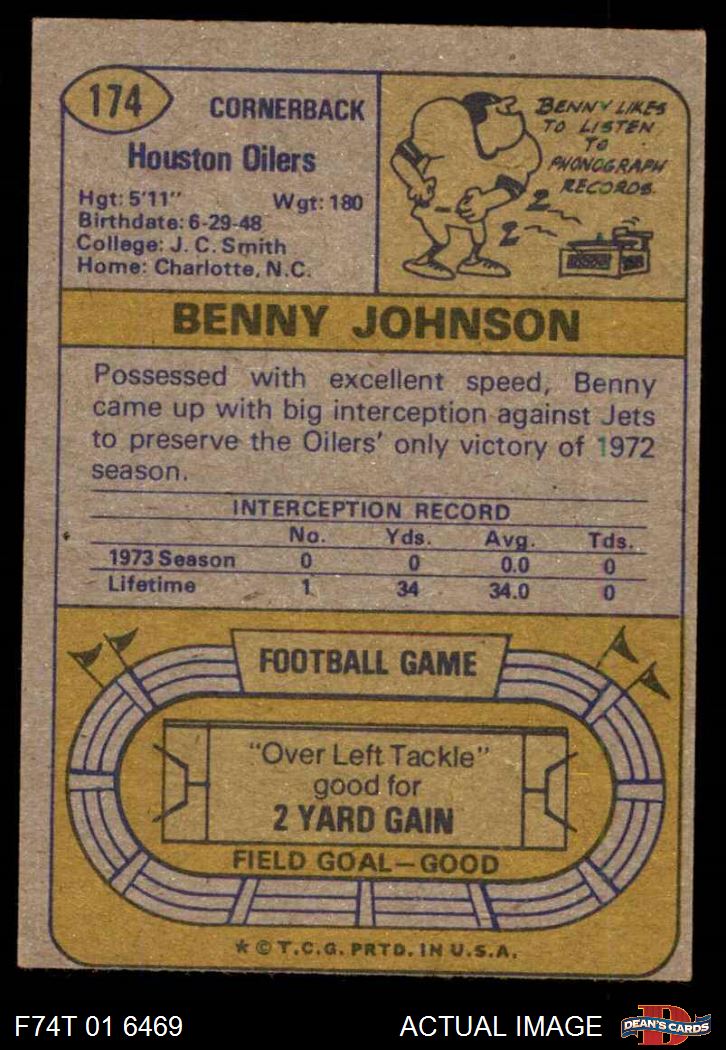 174
CORNERBACK
Houston Oilers
Hgt: 5'11" Wgt: 180
Birthdate: 6-29-48
College: J. C. Smith
Home: Charlotte, N.C.
BENNY LIKES
TO LISTEN
TO
PHONOGRAPH
RECORDS.
BENNY JOHNSON
Possessed with excellent speed, Benny
came up with big interception against Jets
to preserve the Oilers' only victory of 1972
season.
INTERCEPTION RECORD
No. Yds. Avg. Tds.
1973 Season 0 0 0.0 0
Lifetime 1 34 34.0 0
FOOTBALL GAME
"Over Left Tackle"
good for
2 YARD GAIN
FIELD GOAL—GOOD
* © T.C.G. PRTD. IN U.S.A.
F74T 01 6469
ACTUAL IMAGE
DEAN'S CARDS